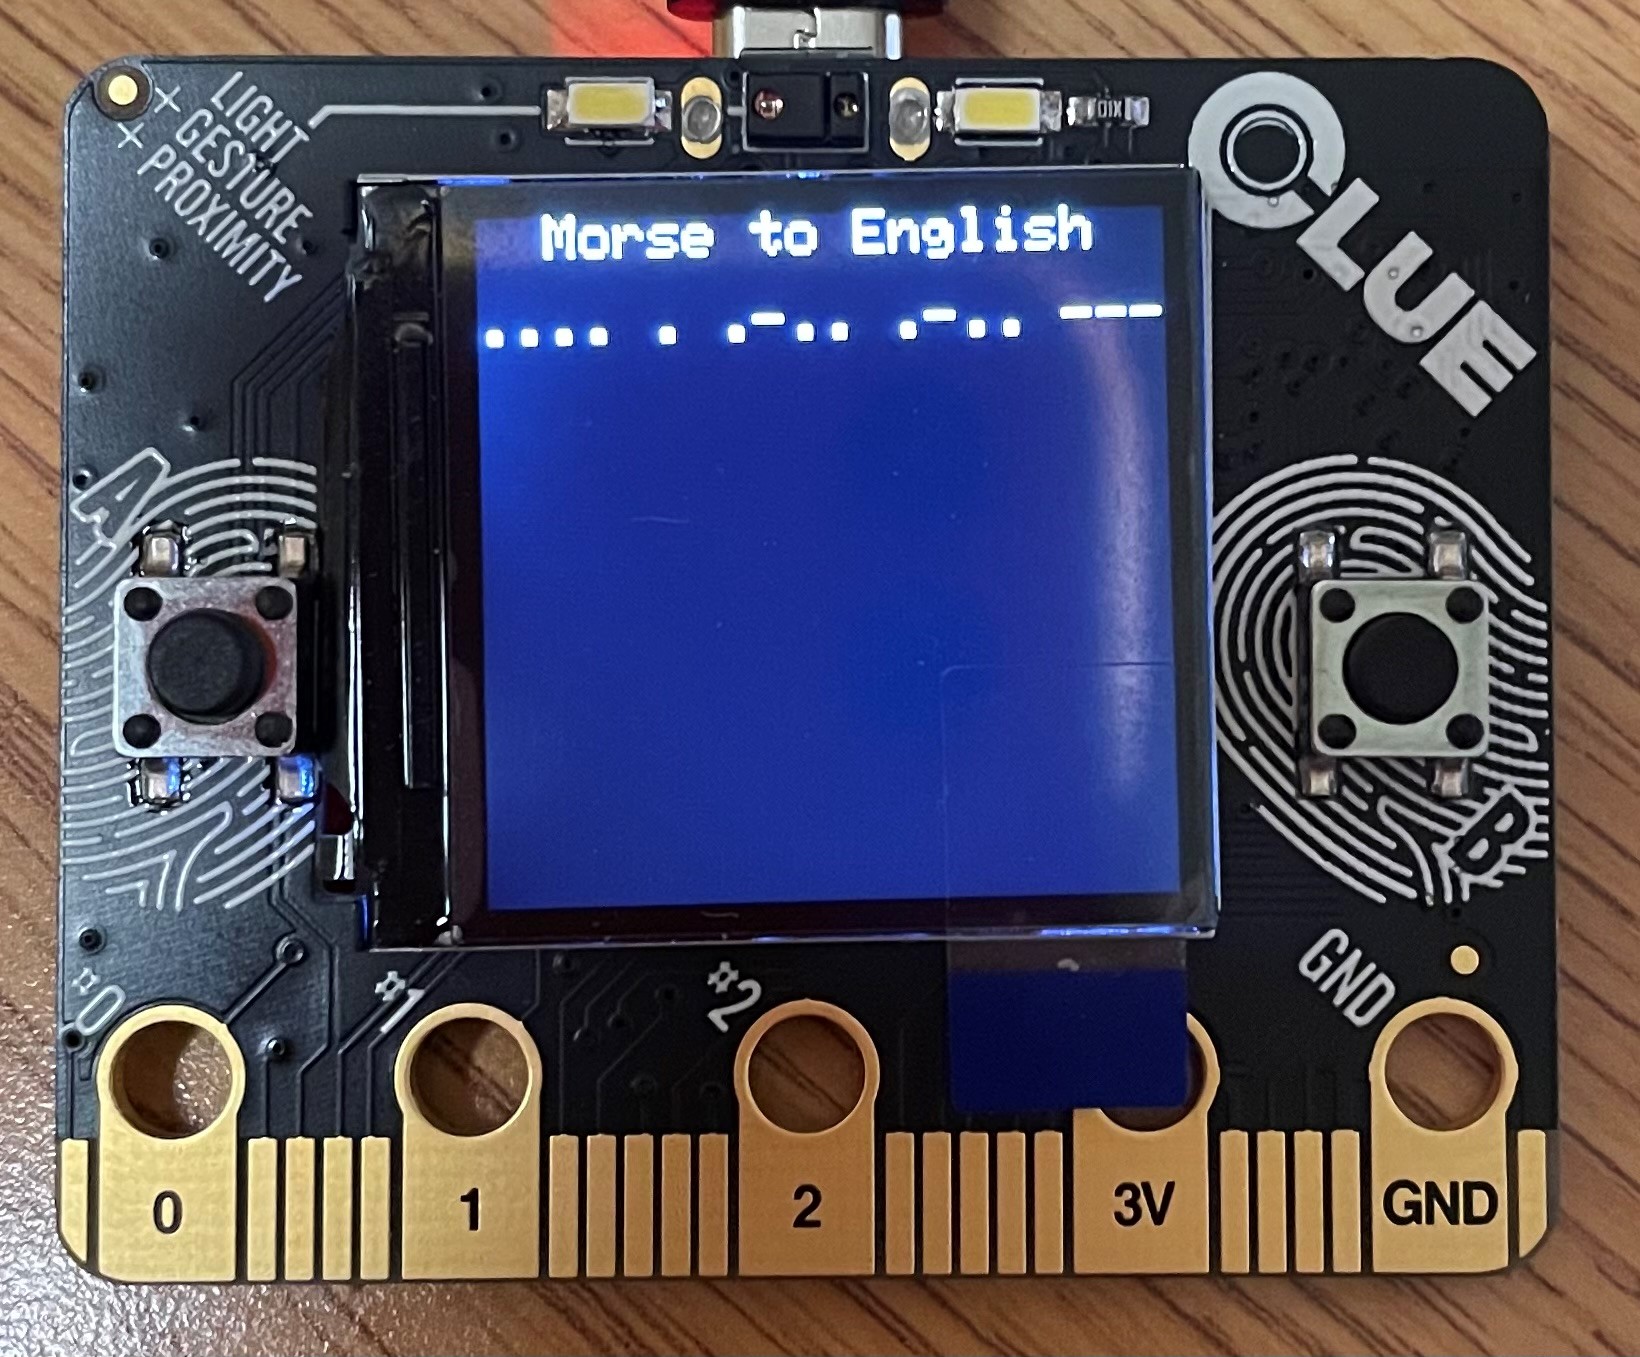 LIGHT
+ GESTURE
+ PROXIMITY
CLUE
Morse to English
.... . .-.. .-.. ---
A
B
#0
#1
#2
GND
0
1
2
3V
GND